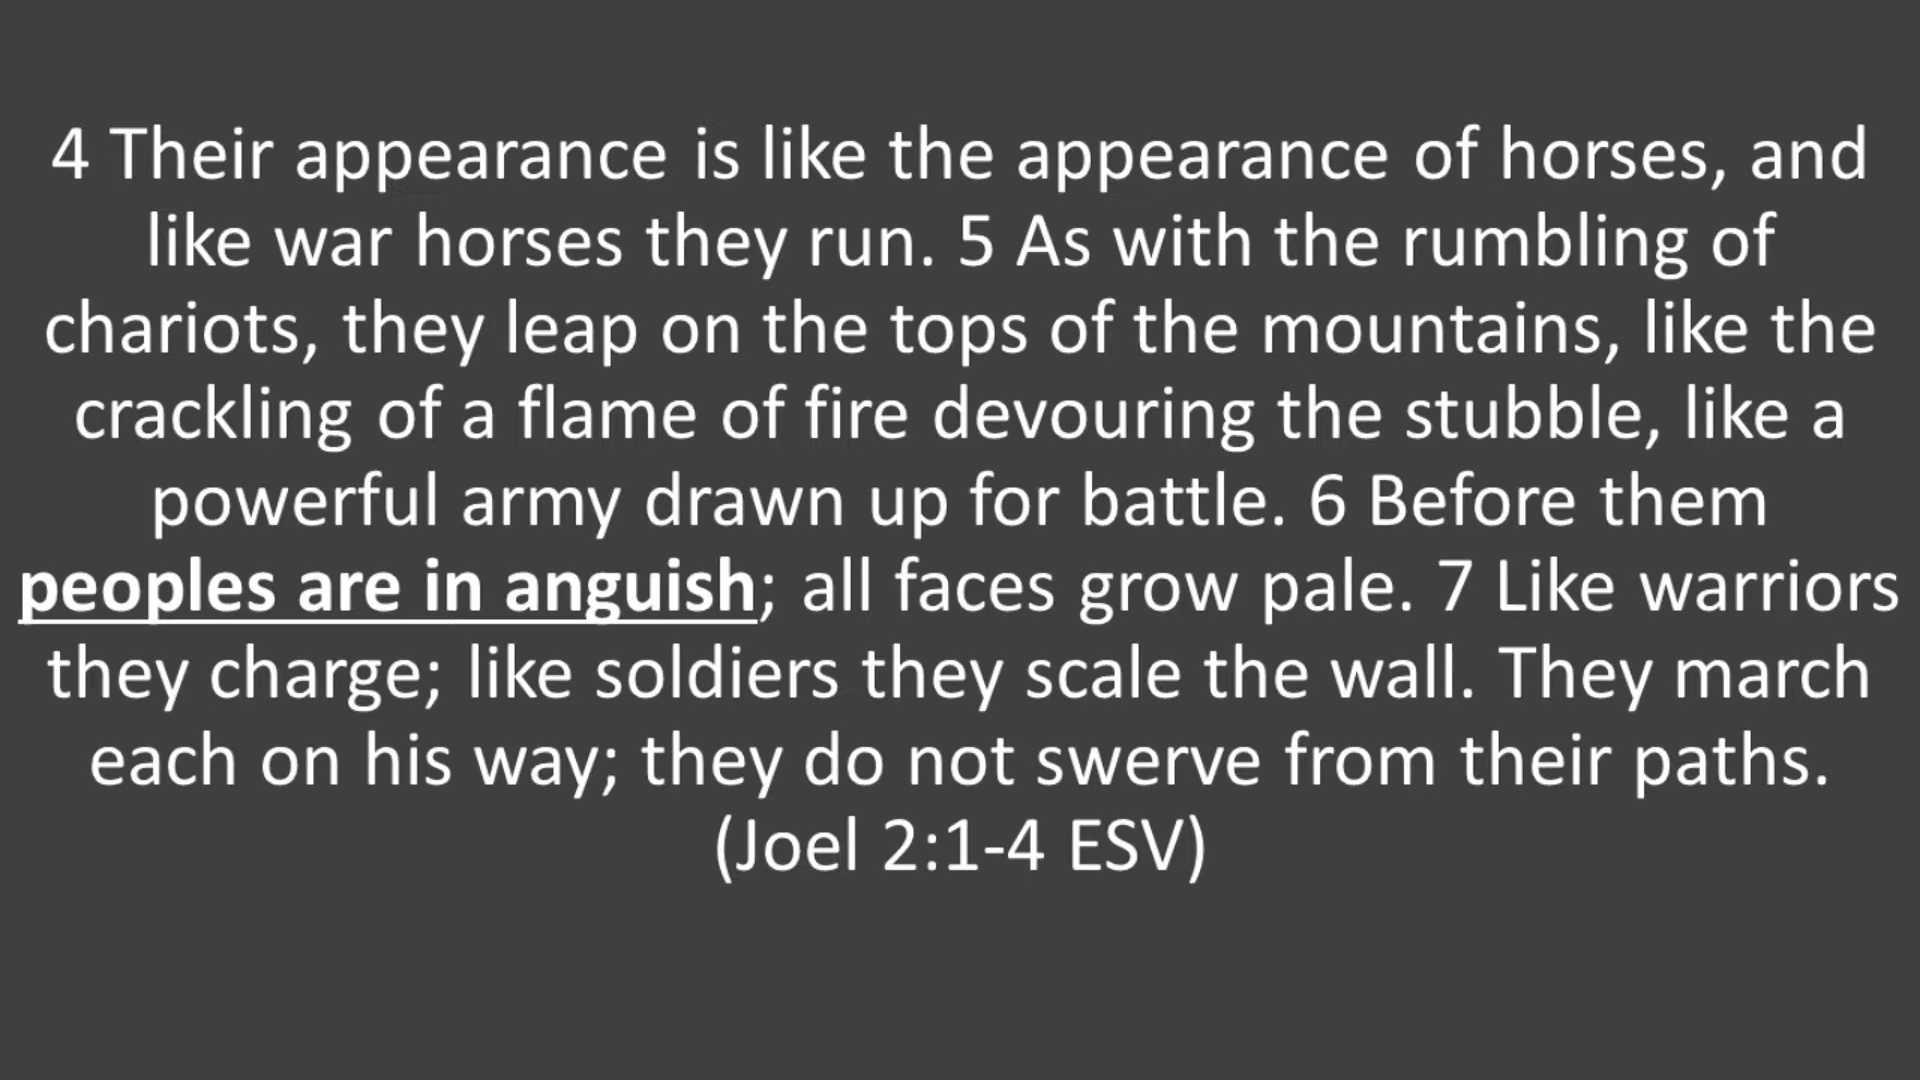 4 Their appearance is like the appearance of horses, and
like war horses they run. 5 As with the rumbling of
chariots, they leap on the tops of the mountains, like the
crackling of a flame of fire devouring the stubble, like a
powerful army drawn up for battle. 6 Before them
peoples are in anguish; all faces grow pale. 7 Like warriors
they charge; like soldiers they scale the wall. They march
each on his way; they do not swerve from their paths.
(Joel 2:1-4 ESV)